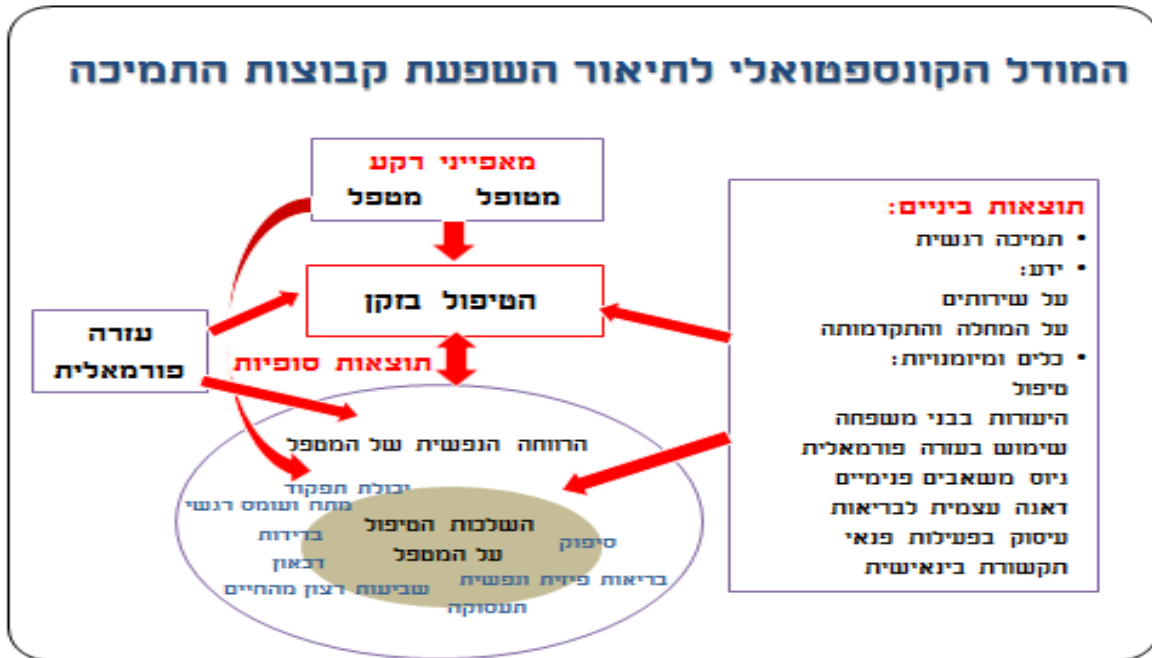 המודל הקונספטואלי לתיאור השפעת קבוצות התמיכה
מאפייני רקע
מטופל מטפל
תוצאות ביניים:
• תמיכה רגשית
• ידע:
על שירותים
על המחלה והתקדמותה
• כלים ומיומנויות:
טיפול
היעזרות בבני משפחה
שימוש בעזרה פורמאלית
גיוס משאבים פנימיים
דאגה עצמית לבריאות
עיסוק בפעילות פנאי
תקשורת בינאישית
הטיפול בזקן
עזרה
פורמאלית
תוצאות סופיות
הרווחה הנפשית של המטפל
יכולת תפקוד
מתח ועומס רגשי
בדידות
דכאון
שביעות רצון מהחיים
השלכות הטיפול
על המטפל
סיפוק
בריאות פיזית ונפשית
תעסוקה